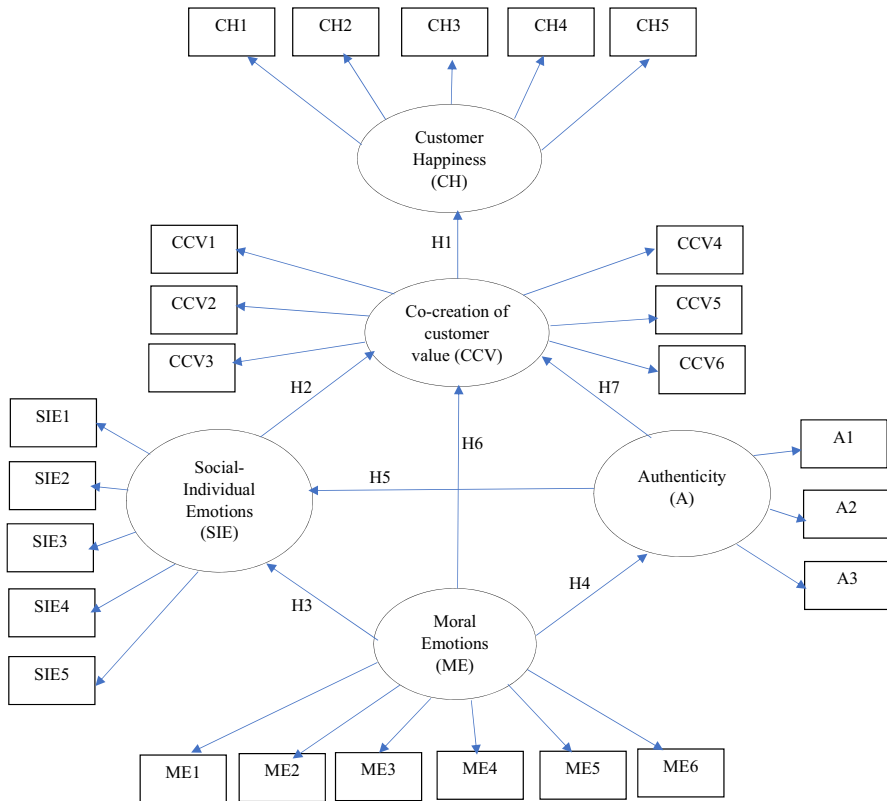 CH1
CH2
CH3
CH4
CH5
Customer
Happiness
(CH)
H1
CCV1
CCV2
CCV3
CCV4
CCV5
CCV6
Co-creation of
customer
value (CCV)
H2
H7
H6
SIE1
SIE2
SIE3
SIE4
SIE5
Social-
Individual
Emotions
(SIE)
H5
Authenticity
(A)
A1
A2
A3
H3
H4
Moral
Emotions
(ME)
ME1
ME2
ME3
ME4
ME5
ME6